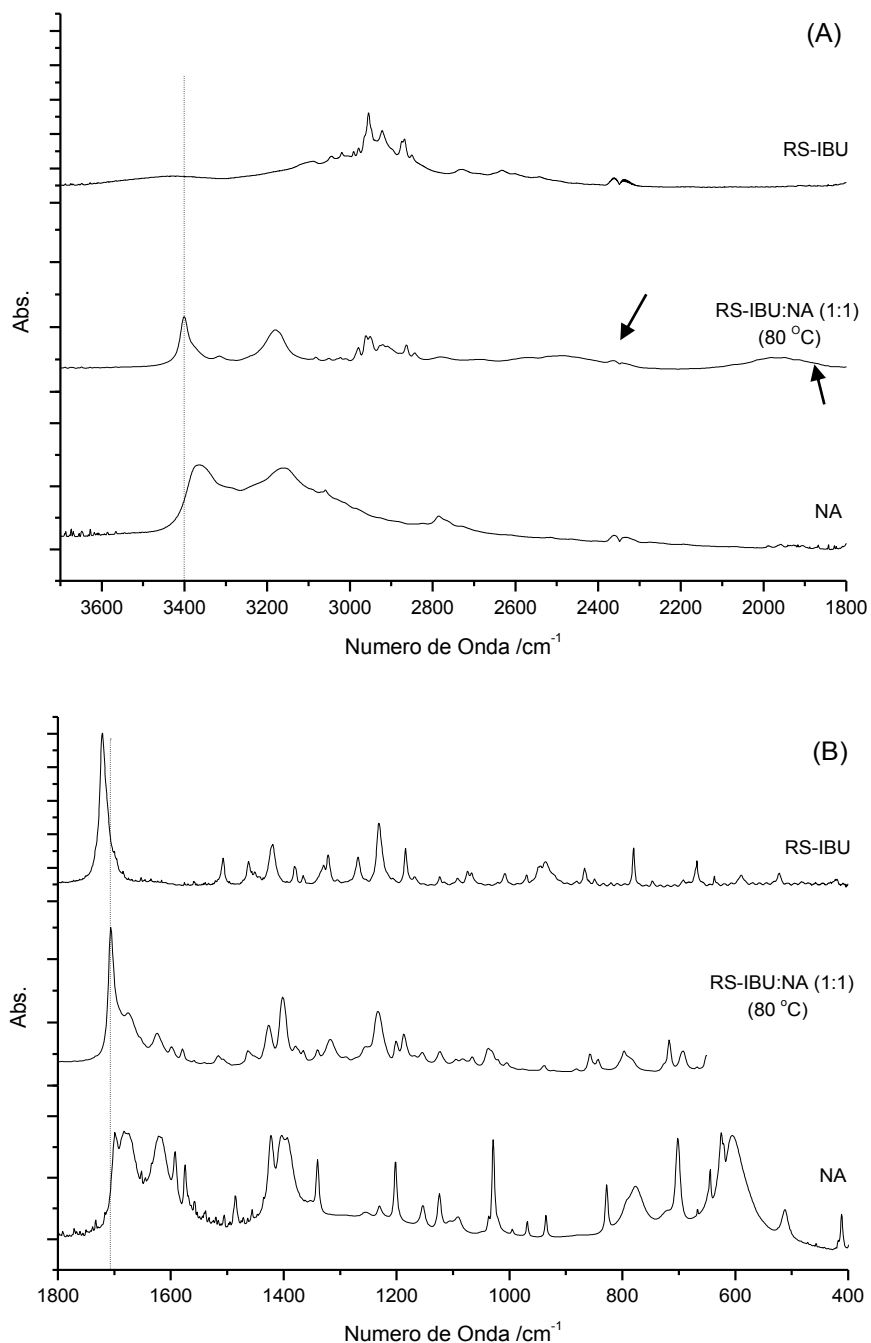 (A)
RS-IBU
RS-IBU:NA (1:1)
(80 °C)
NA
Abs.
3600 3400 3200 3000 2800 2600 2400 2200 2000 1800
Numero de Onda /cm⁻¹
(B)
RS-IBU
RS-IBU:NA (1:1)
(80 °C)
NA
Abs.
1800 1600 1400 1200 1000 800 600 400
Numero de Onda /cm⁻¹